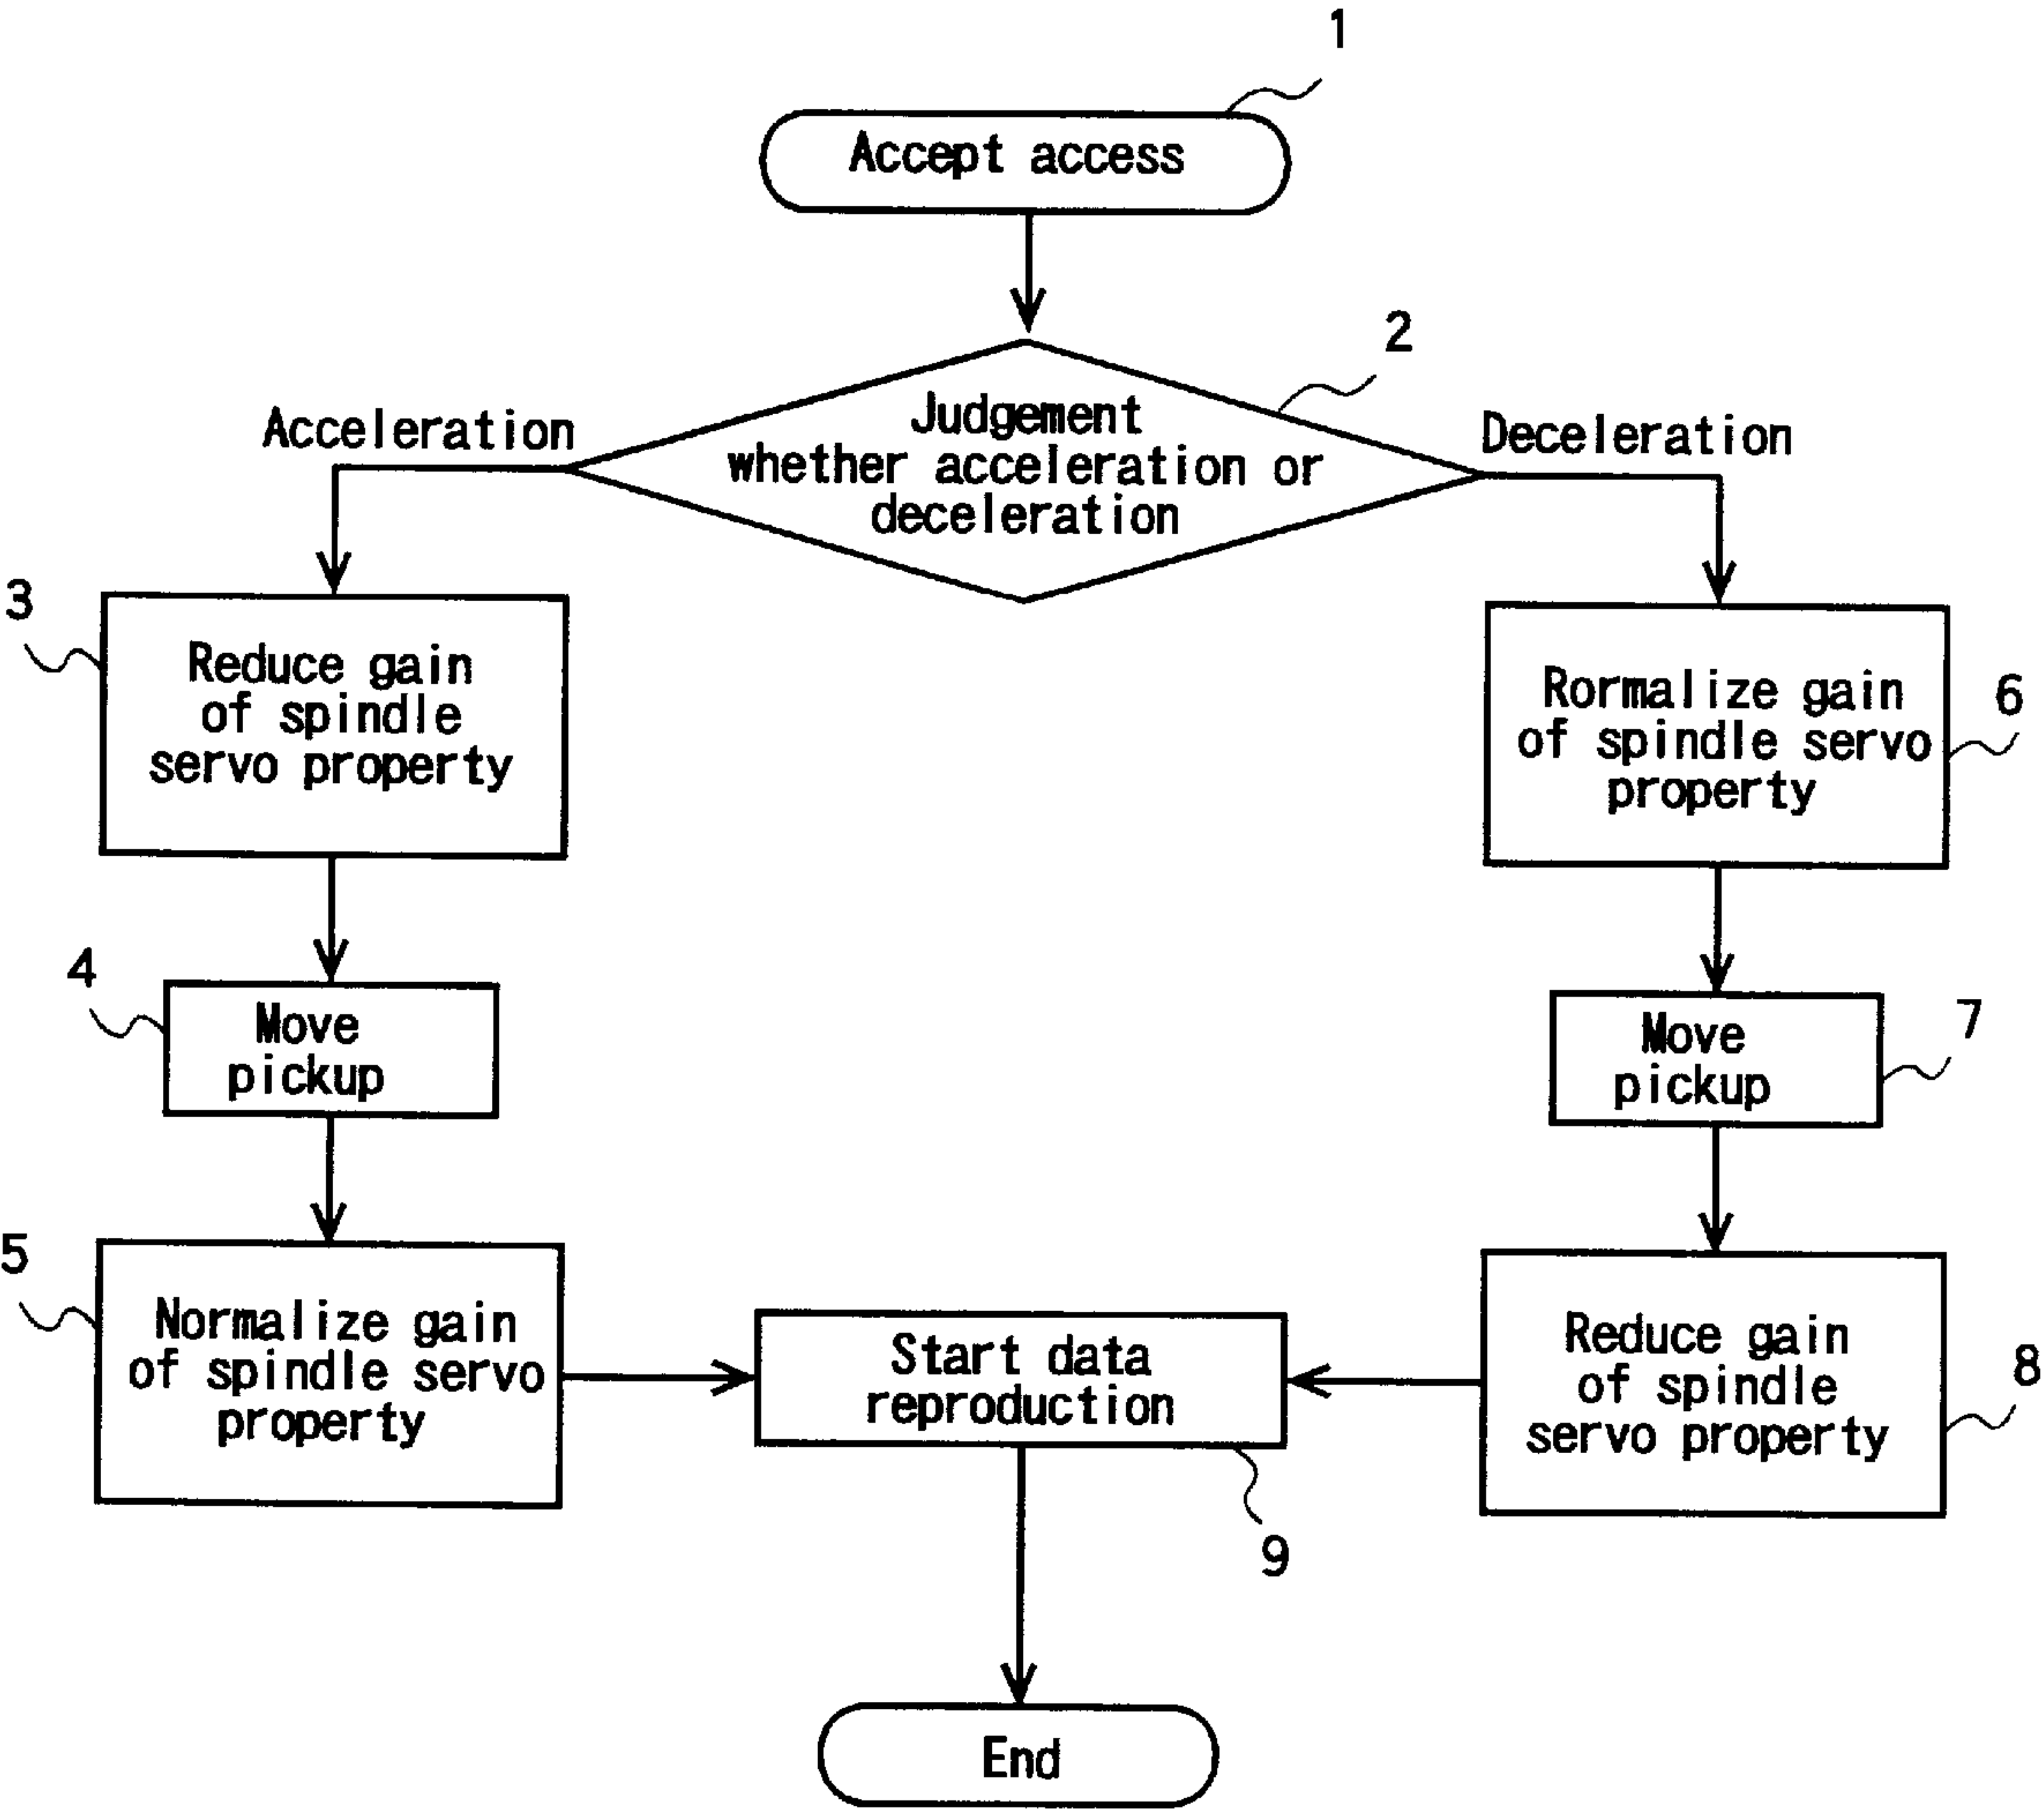 1
Accept access
2
Acceleration
Judgement
whether acceleration or
deceleration
Deceleration
3
Reduce gain
of spindle
servo property
Rormalize gain
of spindle servo
property
6
4
Move
pickup
Move
pickup
7
5
Normalize gain
of spindle servo
property
Start data
reproduction
9
Reduce gain
of spindle
servo property
8
End